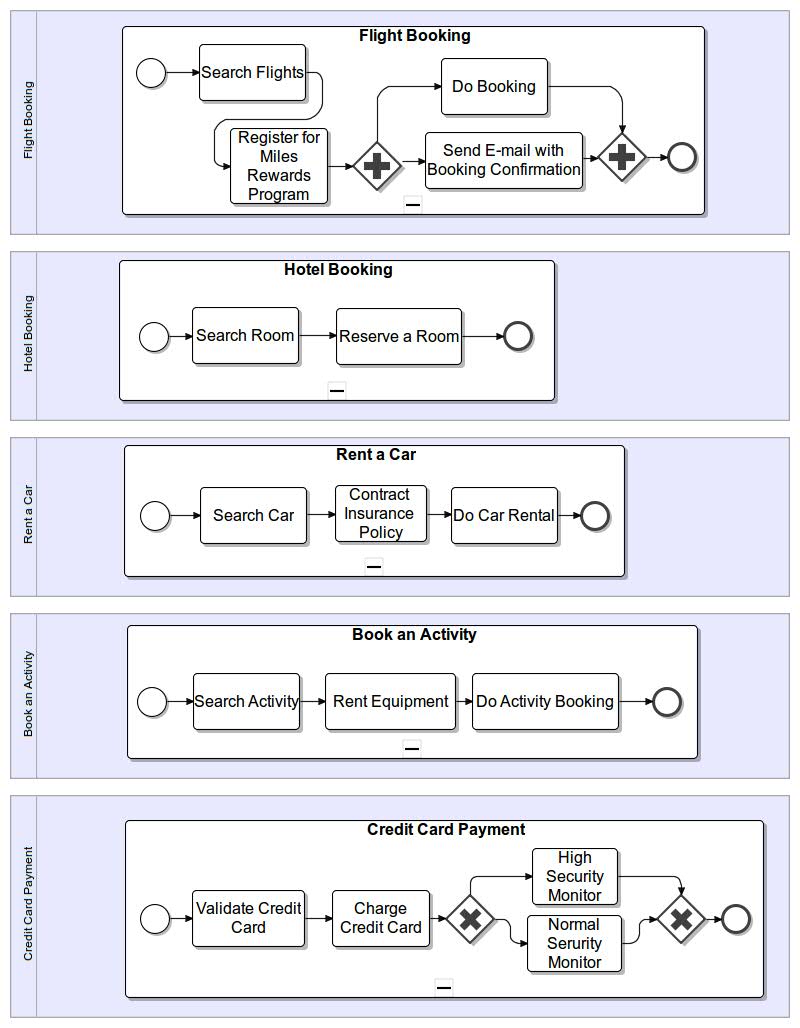 Flight Booking
Flight Booking
Search Flights
Do Booking
Register for
Miles
Rewards
Program
Send E-mail with
Booking Confirmation
Hotel Booking
Hotel Booking
Search Room
Reserve a Room
Rent a Car
Rent a Car
Search Car
Contract
Insurance
Policy
Do Car Rental
Book an Activity
Book an Activity
Search Activity
Rent Equipment
Do Activity Booking
Credit Card Payment
Credit Card Payment
Validate Credit
Card
Charge
Credit Card
High
Security
Monitor
Normal
Serurity
Monitor